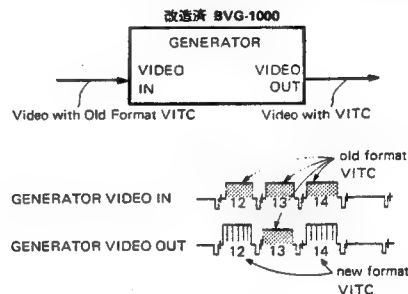 改造済 BVG-1000
GENERATOR
VIDEO IN
VIDEO OUT
Video with Old Format VITC
Video with VITC
old format VITC
GENERATOR VIDEO IN
12 13 14
GENERATOR VIDEO OUT
12 13 14
new format VITC